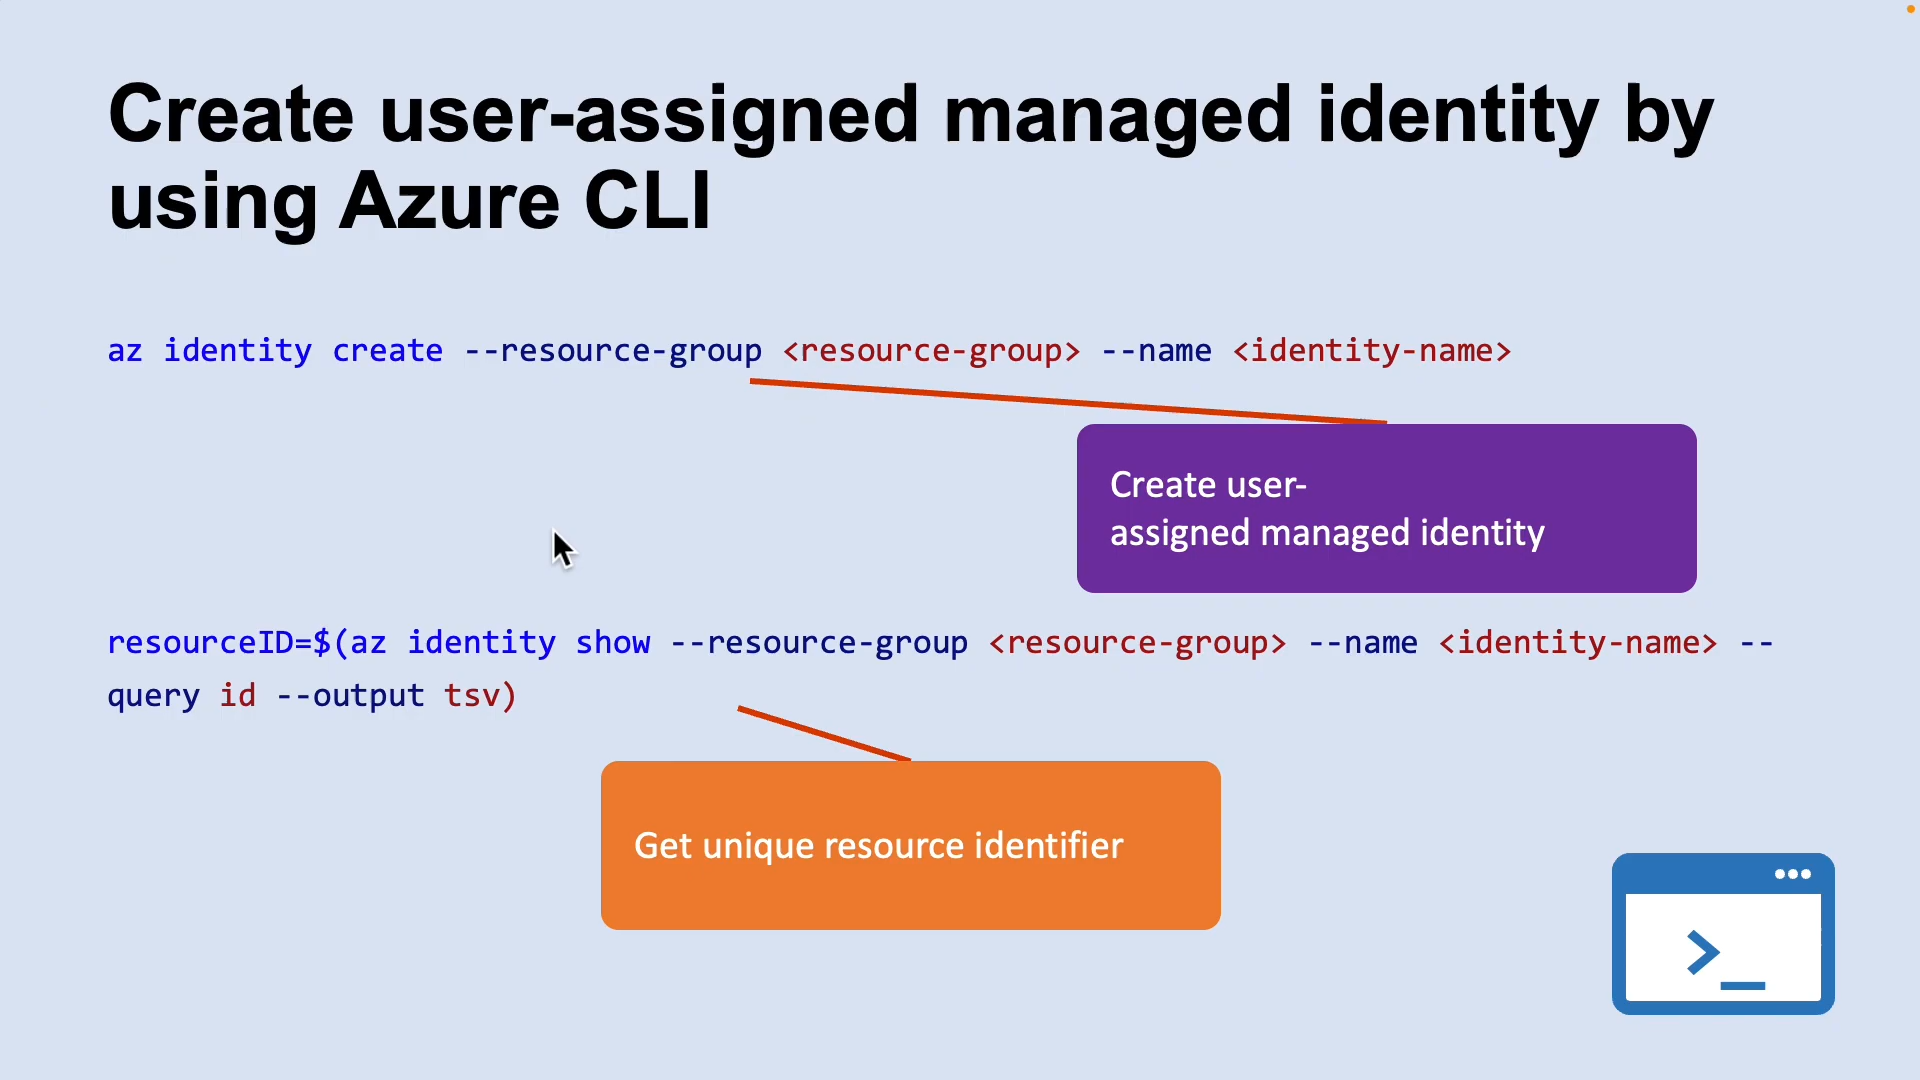 Create user-assigned managed identity by
using Azure CLI
az identity create --resource-group <resource-group> --name <identity-name>
Create user-
assigned managed identity
resourceID=$(az identity show --resource-group <resource-group> --name <identity-name> --
query id --output tsv)
Get unique resource identifier
>_